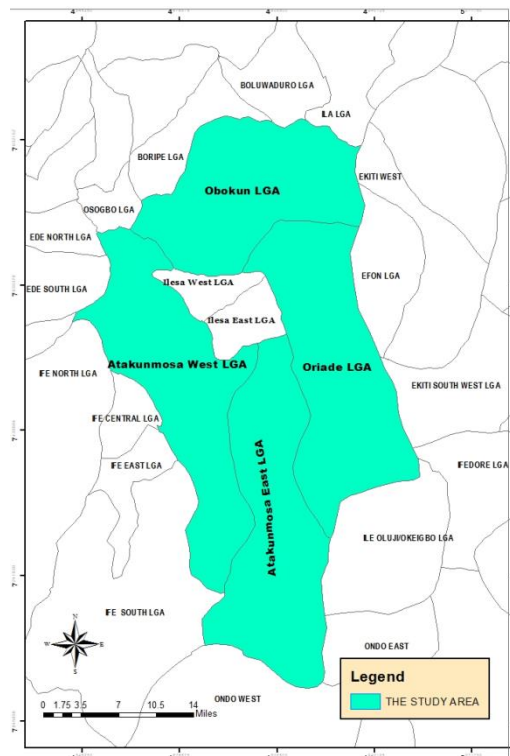 BOLUWADURO LGA
ILA LGA
BORIPE LGA
EKITI WEST
Obokun LGA
OSOGBO LGA
EDE NORTH LGA
EFON LGA
Ilesa West LGA
EDE SOUTH LGA
Ilesa East LGA
Atakunmosa West LGA
Oriade LGA
IFE NORTH LGA
EKITI SOUTH WEST LGA
IFE CENTRAL LGA
IFE EAST LGA
IFEDORE LGA
Atakunmosa East LGA
ILE OLUJI/OKEIGBO LGA
IFE SOUTH LGA
N
W E
S
ONDO EAST
Legend
THE STUDY AREA
ONDO WEST
0 1.75 3.5 7 10.5 14
Miles